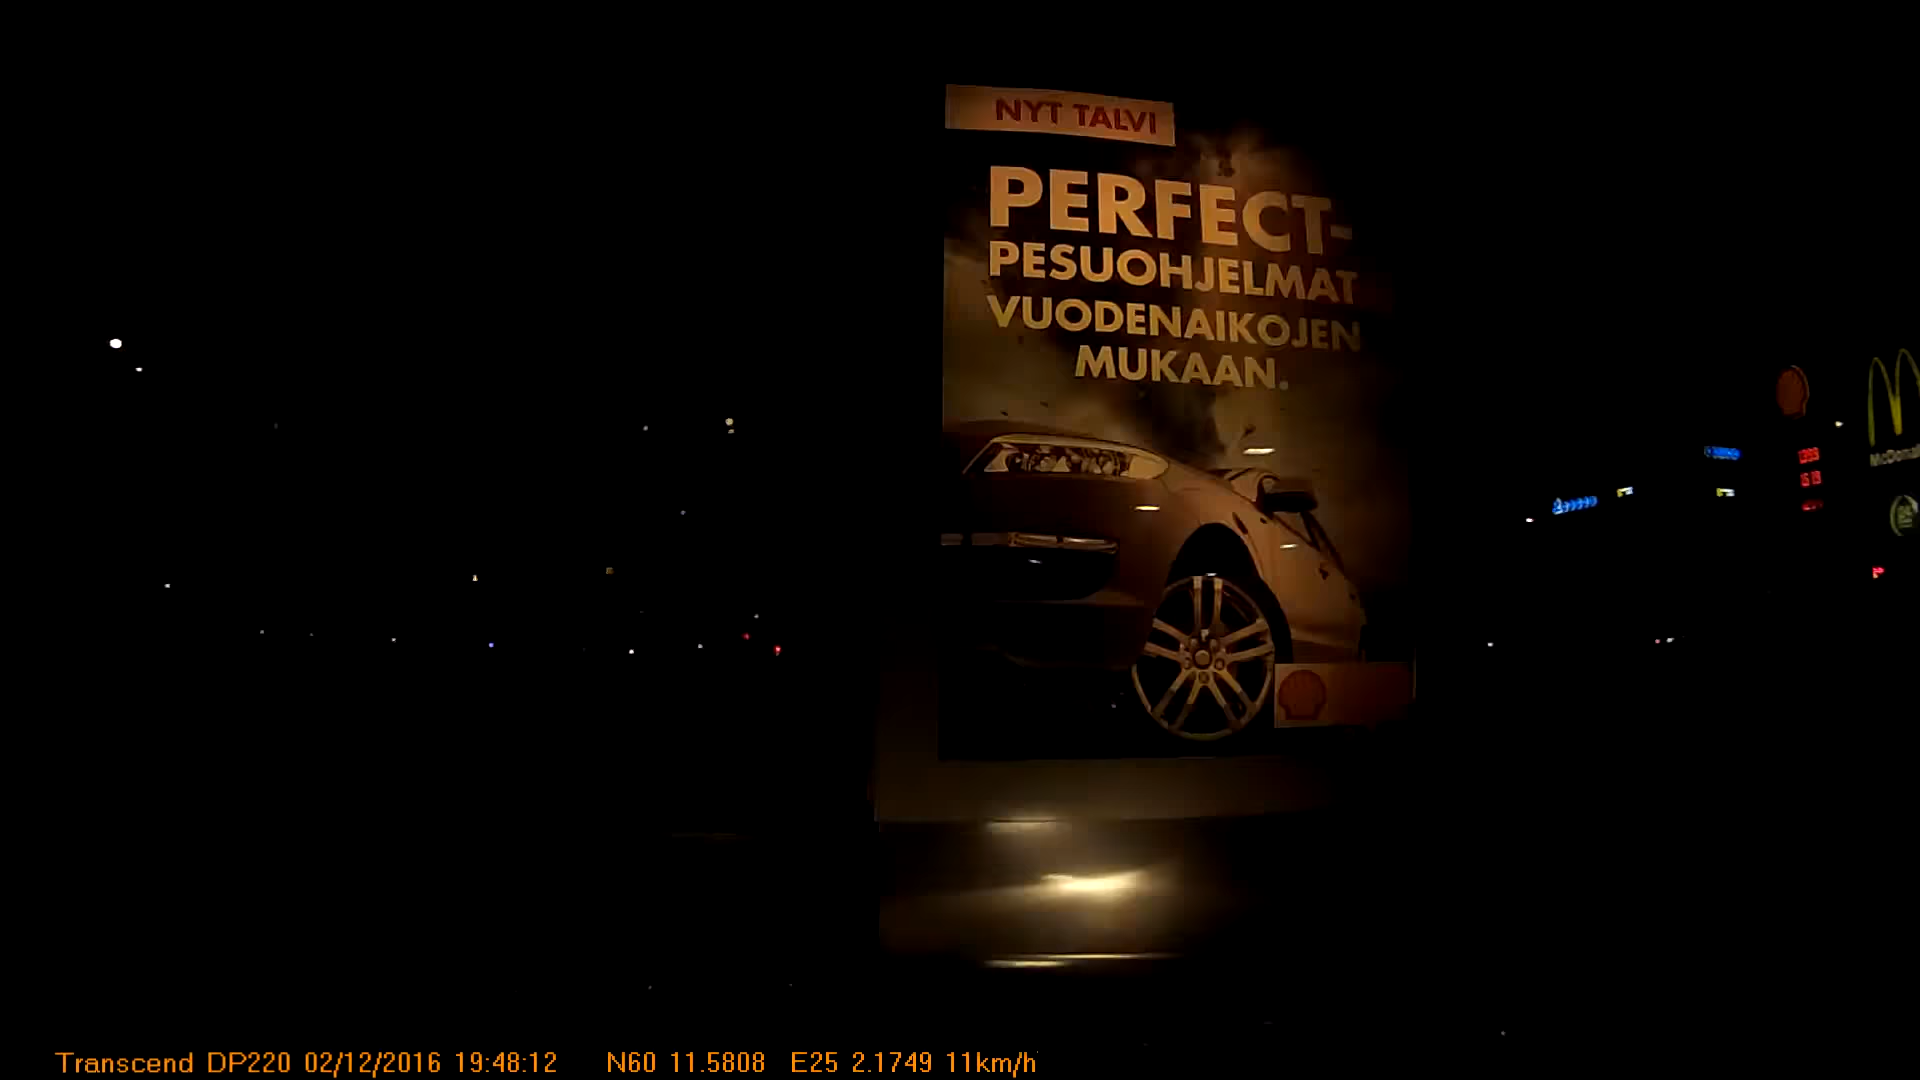 NYT TALVI
PERFECT-
PESUOHJELMAT
VUODENAIKOJEN
MUKAAN.
Transcend DP220 02/12/2016 19:48:12 N60 11.5808 E25 2.1749 11km/h